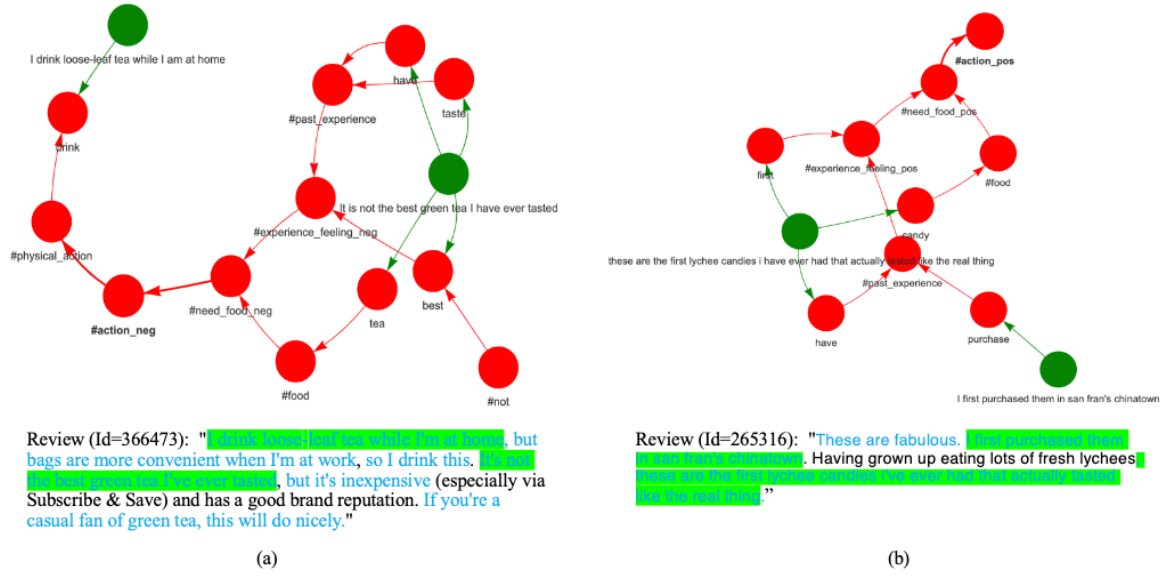 I drink loose-leaf tea while I am at home
drink
#physical_action
#action_neg
#need_food_neg
#experience_feeling_neg
#past_experience
have
taste
It is not the best green tea I have ever tasted
best
tea
#food
#not
Review (Id=366473):  "I drink loose-leaf tea while I'm at home, but
bags are more convenient when I'm at work, so I drink this. It's not
the best green tea I've ever tasted, but it's inexpensive (especially via
Subscribe & Save) and has a good brand reputation. If you're a
casual fan of green tea, this will do nicely."
(a)
#action_pos
#need_food_pos
first
#experience_feeling_pos
#food
candy
these are the first lychee candies i have ever had that actually tasted like the real thing
#past_experience
have
purchase
I first purchased them in san fran's chinatown
Review (Id=265316):  "These are fabulous. I first purchased them
in san fran's chinatown. Having grown up eating lots of fresh lychees
these are the first lychee candies I've ever had that actually tasted
like the real thing.”
(b)